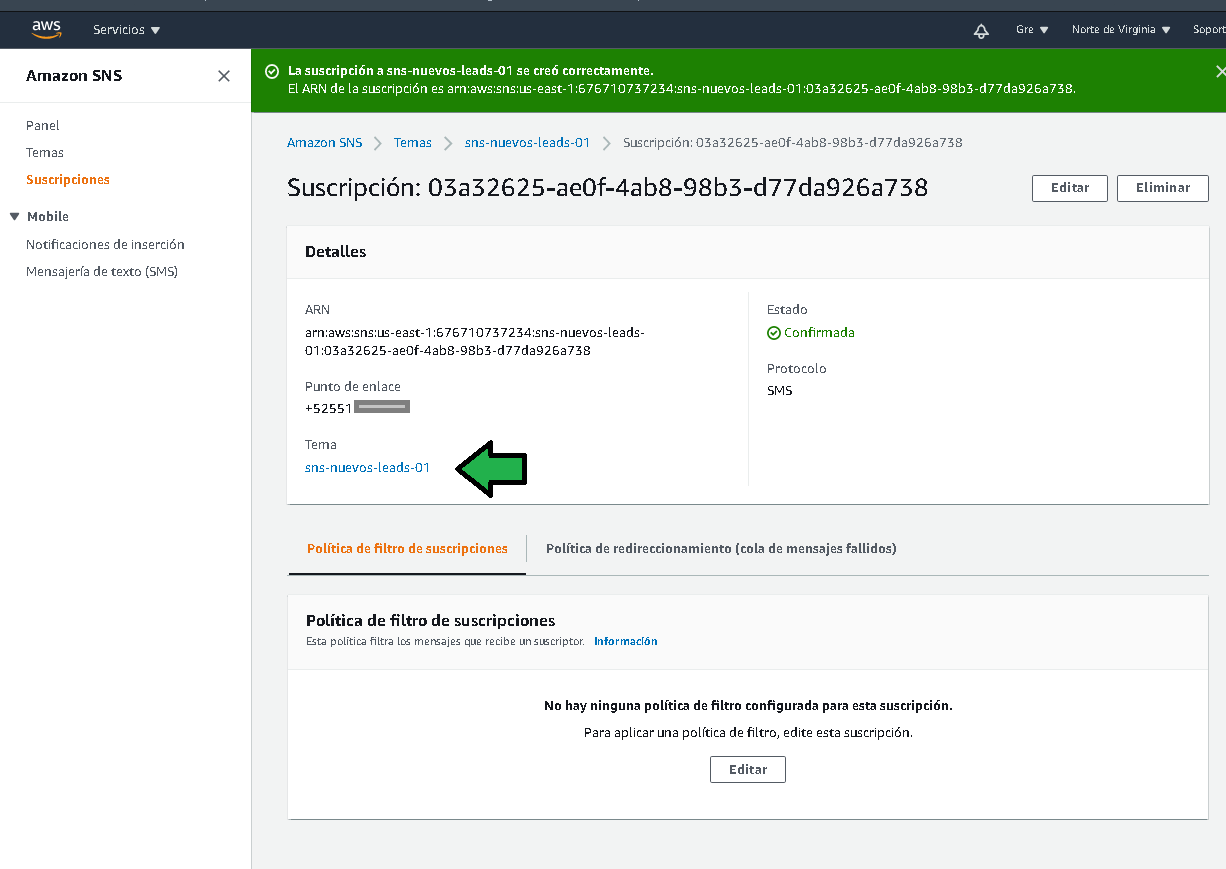 aws Servicios Gre Norte de Virginia Soport
Amazon SNS
Panel
Temas
Suscripciones
Mobile
Notificaciones de inserción
Mensajería de texto (SMS)
La suscripción a sns-nuevos-leads-01 se creó correctamente.
El ARN de la suscripción es arn:aws:sns:us-east-1:676710737234:sns-nuevos-leads-01:03a32625-ae0f-4ab8-98b3-d77da926a738.
Amazon SNS Temas sns-nuevos-leads-01 Suscripción: 03a32625-ae0f-4ab8-98b3-d77da926a738
Suscripción: 03a32625-ae0f-4ab8-98b3-d77da926a738 Editar Eliminar
Detalles
ARN
arn:aws:sns:us-east-1:676710737234:sns-nuevos-leads-
01:03a32625-ae0f-4ab8-98b3-d77da926a738
Punto de enlace
+52551
Tema
sns-nuevos-leads-01
Estado
Confirmada
Protocolo
SMS
Política de filtro de suscripciones Política de redireccionamiento (cola de mensajes fallidos)
Política de filtro de suscripciones
Esta política filtra los mensajes que recibe un suscriptor. Información
No hay ninguna política de filtro configurada para esta suscripción.
Para aplicar una política de filtro, edite esta suscripción.
Editar